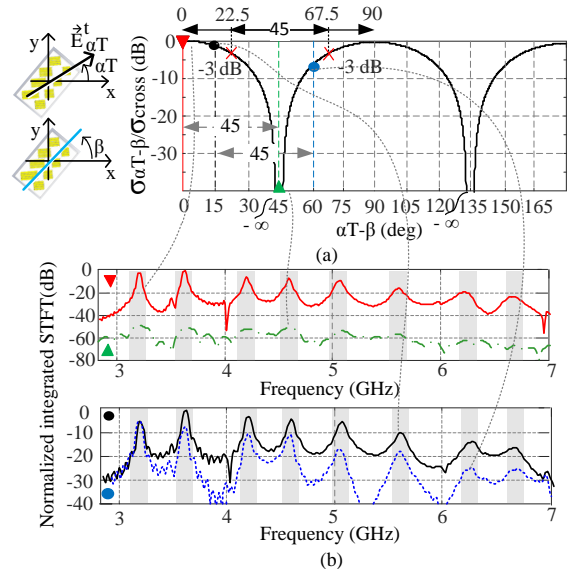 0 22.5 45 67.5 90
y
E t
αT
αT
x
y
β
x
σαT-β/σcross (dB)
0
-10
-20
-30
-3 dB
-3 dB
45
45
0 15 30 45 60 75 90 105 120 135 150 165
- ∞
- ∞
αT-β (deg)
(a)
Normalized integrated STFT(dB)
0
-20
-40
-60
-80
3 4 5 6 7
Frequency (GHz)
0
-10
-20
-30
-40
3 4 5 6 7
Frequency (GHz)
(b)